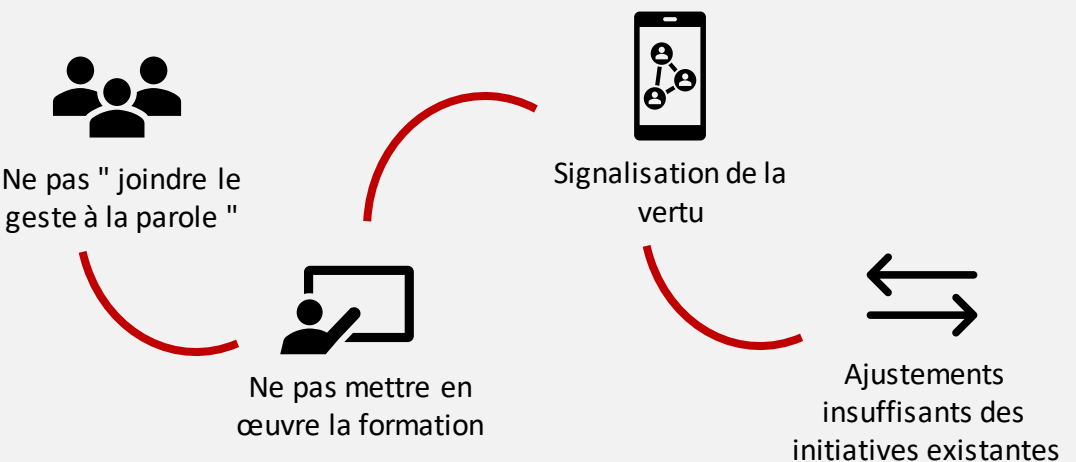 Ne pas " joindre le
geste à la parole "
Ne pas mettre en
œuvre la formation
Signalisation de la
vertu
Ajustements
insuffisants des
initiatives existantes